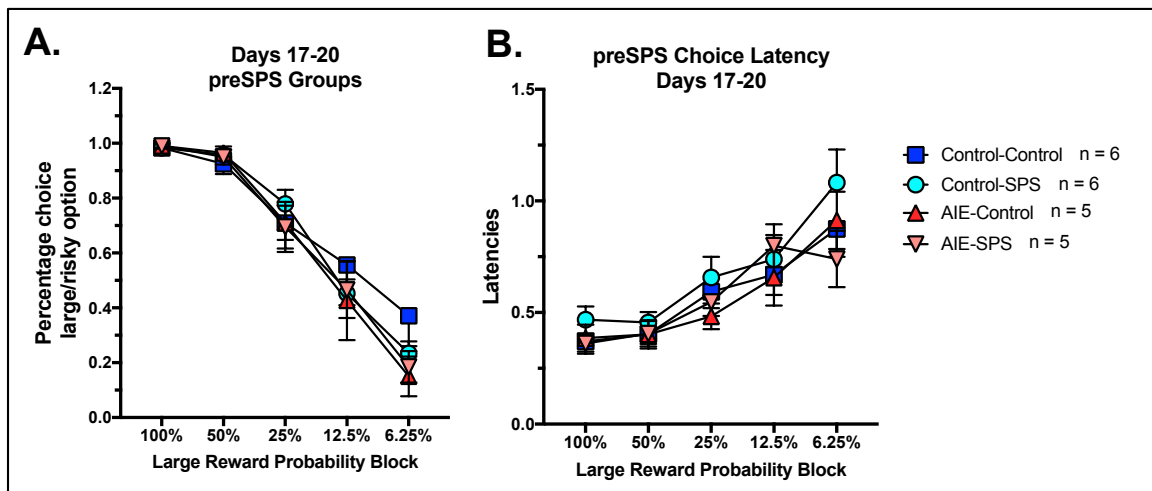 A.
Days 17-20
preSPS Groups
Percentage choice
large/risky option
1.2
1.0
0.8
0.6
0.4
0.2
0.0
100% 50% 25% 12.5% 6.25%
Large Reward Probability Block
B.
preSPS Choice Latency
Days 17-20
Latencies
1.5
1.0
0.5
0.0
100% 50% 25% 12.5% 6.25%
Large Reward Probability Block
Control-Control n = 6
Control-SPS n = 6
AIE-Control n = 5
AIE-SPS n = 5